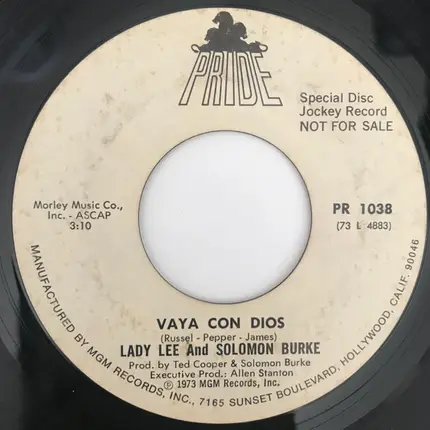 PRIDE
Special Disc
Jockey Record
NOT FOR SALE
Morley Music Co.,
Inc. - ASCAP
3:10
PR 1038
(73 L 4883)
VAYA CON DIOS
(Russel - Pepper - James)
LADY LEE And SOLOMON BURKE
Prod. by Ted Cooper & Solomon Burke
Executive Prod.: Allen Stanton
℗ 1973 MGM Records, Inc.
MANUFACTURED BY MGM RECORDS, INC., 7165 SUNSET BOULEVARD, HOLLYWOOD, CALIF. 90046